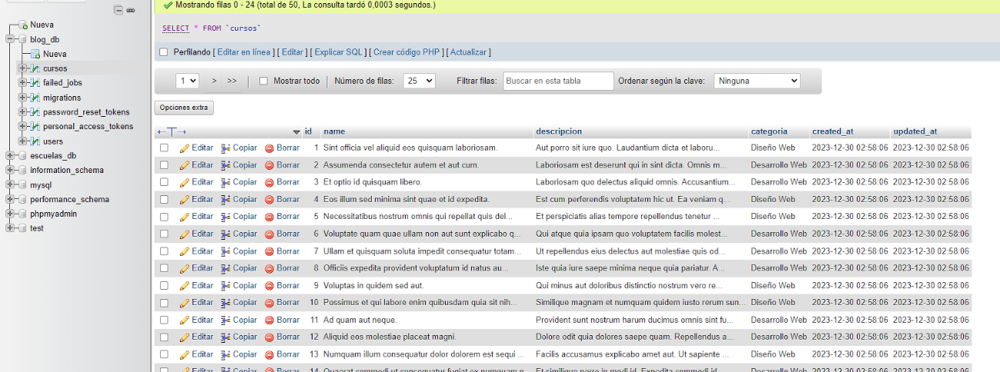 Mostrando filas 0 - 24 (total de 50, La consulta tardó 0,0003 segundos.)
SELECT * FROM `cursos`
Perfilando [ Editar en línea ] [ Editar ] [ Explicar SQL ] [ Crear código PHP ] [ Actualizar ]
1 > >> Mostrar todo Número de filas: 25 Filtrar filas: Buscar en esta tabla Ordenar según la clave: Ninguna
Opciones extra
Nueva
blog_db
Nueva
cursos
failed_jobs
migrations
password_reset_tokens
personal_access_tokens
users
escuelas_db
information_schema
mysql
performance_schema
phpmyadmin
test
←T→ id name descripcion categoria created_at updated_at
Editar Copiar Borrar 1 Sint officia vel aliquid eos quisquam laboriosam. Aut porro sit iure quo. Laudantium dicta et laboru... Diseño Web 2023-12-30 02:58:06 2023-12-30 02:58:06
Editar Copiar Borrar 2 Assumenda consectetur autem et aut cum. Laboriosam est deserunt qui in sint dicta. Omnis m... Desarrollo Web 2023-12-30 02:58:06 2023-12-30 02:58:06
Editar Copiar Borrar 3 Et optio id quisquam libero. Laboriosam quo delectus aliquid omnis. Accusantium... Desarrollo Web 2023-12-30 02:58:06 2023-12-30 02:58:06
Editar Copiar Borrar 4 Eos illum sed minima sint quae et id expedita. Est cum perferendis voluptatem hic ut. Ea veniam q... Desarrollo Web 2023-12-30 02:58:06 2023-12-30 02:58:06
Editar Copiar Borrar 5 Necessitatibus nostrum omnis qui repellat quis del... Et perspiciatis alias tempore repellendus tenetur ... Diseño Web 2023-12-30 02:58:06 2023-12-30 02:58:06
Editar Copiar Borrar 6 Voluptate quam quae ullam non aut sunt explicabo q... Qui atque quia ipsam quo voluptatem facilis molest... Desarrollo Web 2023-12-30 02:58:06 2023-12-30 02:58:06
Editar Copiar Borrar 7 Ullam et quisquam soluta impedit consequatur totam... Ut repellendus eius delectus aut molestiae quis od... Desarrollo Web 2023-12-30 02:58:06 2023-12-30 02:58:06
Editar Copiar Borrar 8 Officiis expedita provident voluptatum id natus au... Iste quia iure saepe minima neque quia pariatur. A... Desarrollo Web 2023-12-30 02:58:06 2023-12-30 02:58:06
Editar Copiar Borrar 9 Voluptas in quidem sed aut. Qui minus aut doloribus distinctio nostrum vero re... Diseño Web 2023-12-30 02:58:06 2023-12-30 02:58:06
Editar Copiar Borrar 10 Possimus et qui labore enim quibusdam quia sit nih... Similique magnam et numquam quidem iusto rerum sun... Diseño Web 2023-12-30 02:58:06 2023-12-30 02:58:06
Editar Copiar Borrar 11 Ad quam aut neque. Provident sunt nostrum harum ducimus omnis sint fu... Desarrollo Web 2023-12-30 02:58:06 2023-12-30 02:58:06
Editar Copiar Borrar 12 Aliquid eos molestiae placeat magni. Dolore odit quia dolores saepe quam. Repellendus a... Desarrollo Web 2023-12-30 02:58:06 2023-12-30 02:58:06
Editar Copiar Borrar 13 Numquam illum consequatur dolor dolorem est sequi ... Facilis accusamus explicabo amet aut. Ut sapiente ... Diseño Web 2023-12-30 02:58:06 2023-12-30 02:58:06